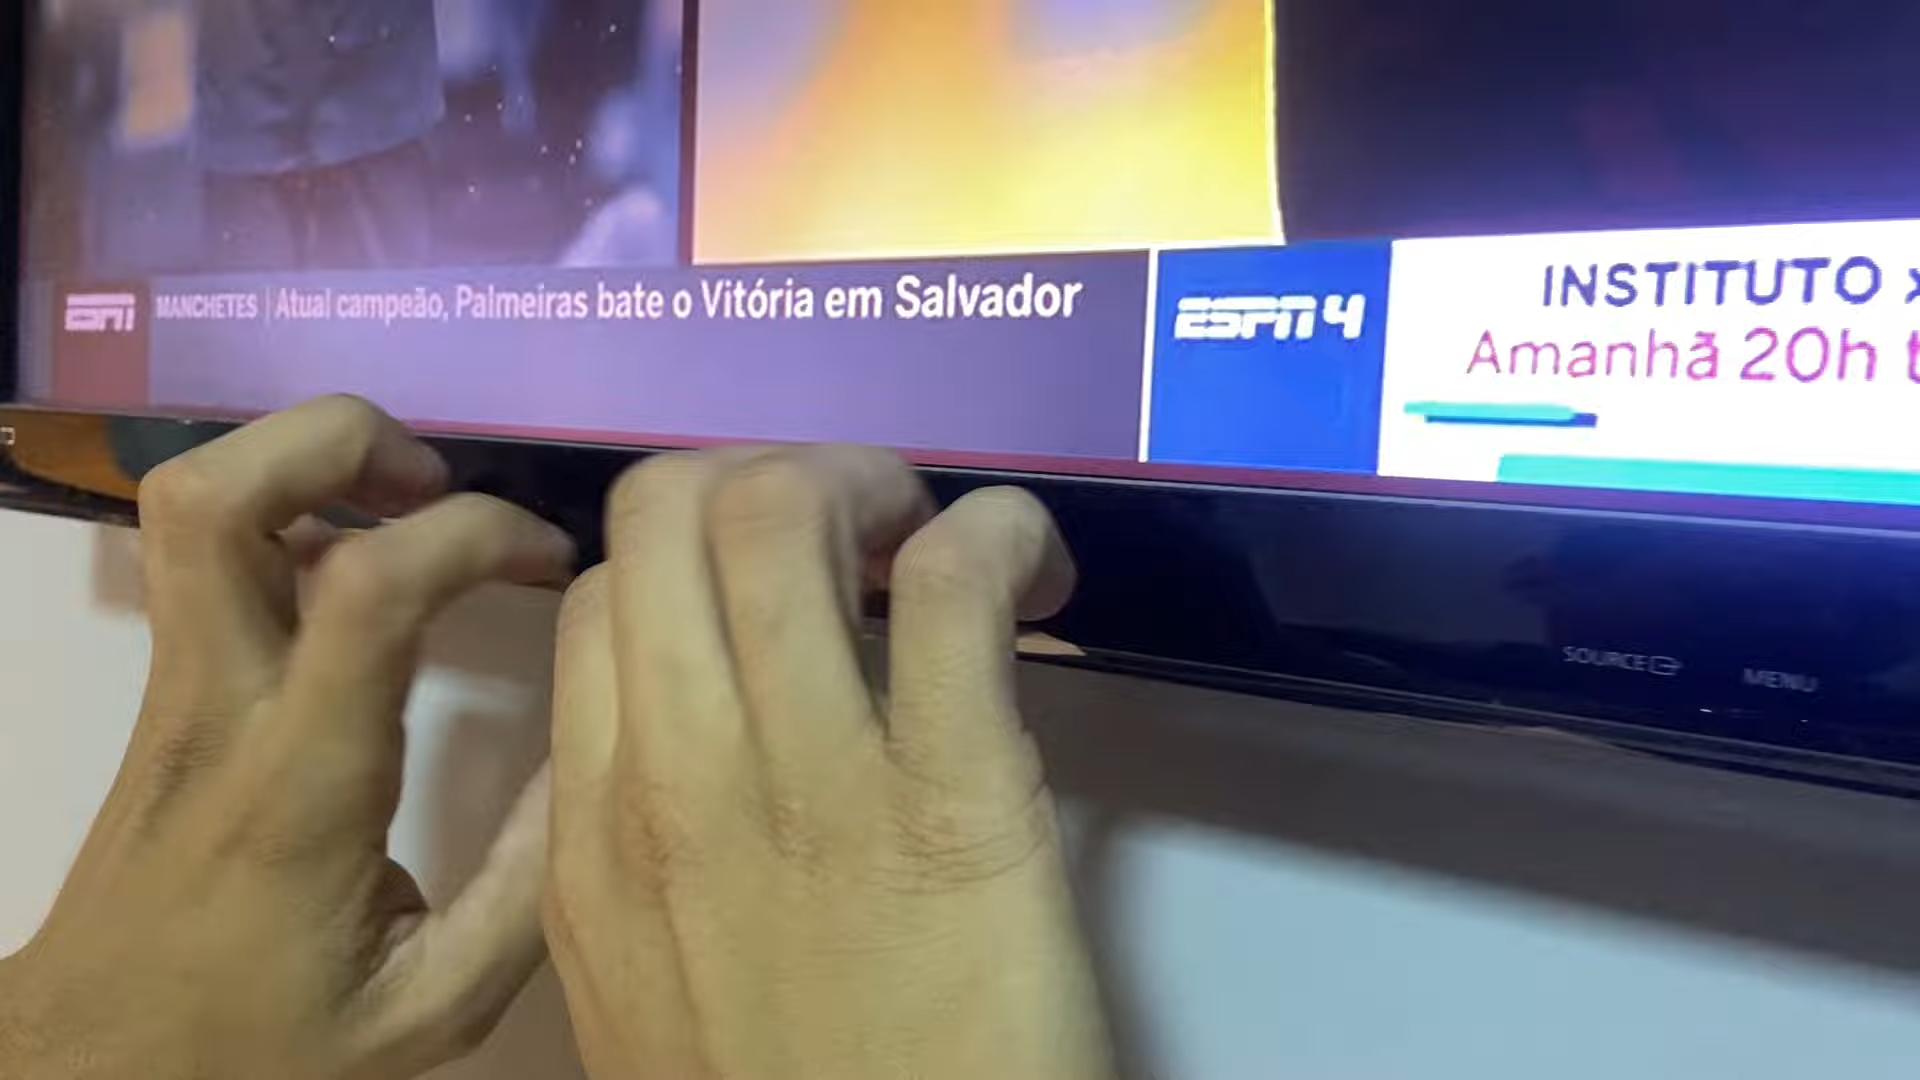 ESPN MANCHETES | Atual campeão, Palmeiras bate o Vitória em Salvador
ESPN 4
INSTITUTO
Amanhã 20h
SOURCE
MENU